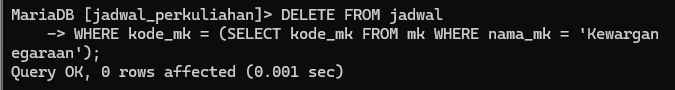 MariaDB [jadwal_perkuliahan]> DELETE FROM jadwal
    -> WHERE kode_mk = (SELECT kode_mk FROM mk WHERE nama_mk = 'Kewargan
egaraan');
Query OK, 0 rows affected (0.001 sec)